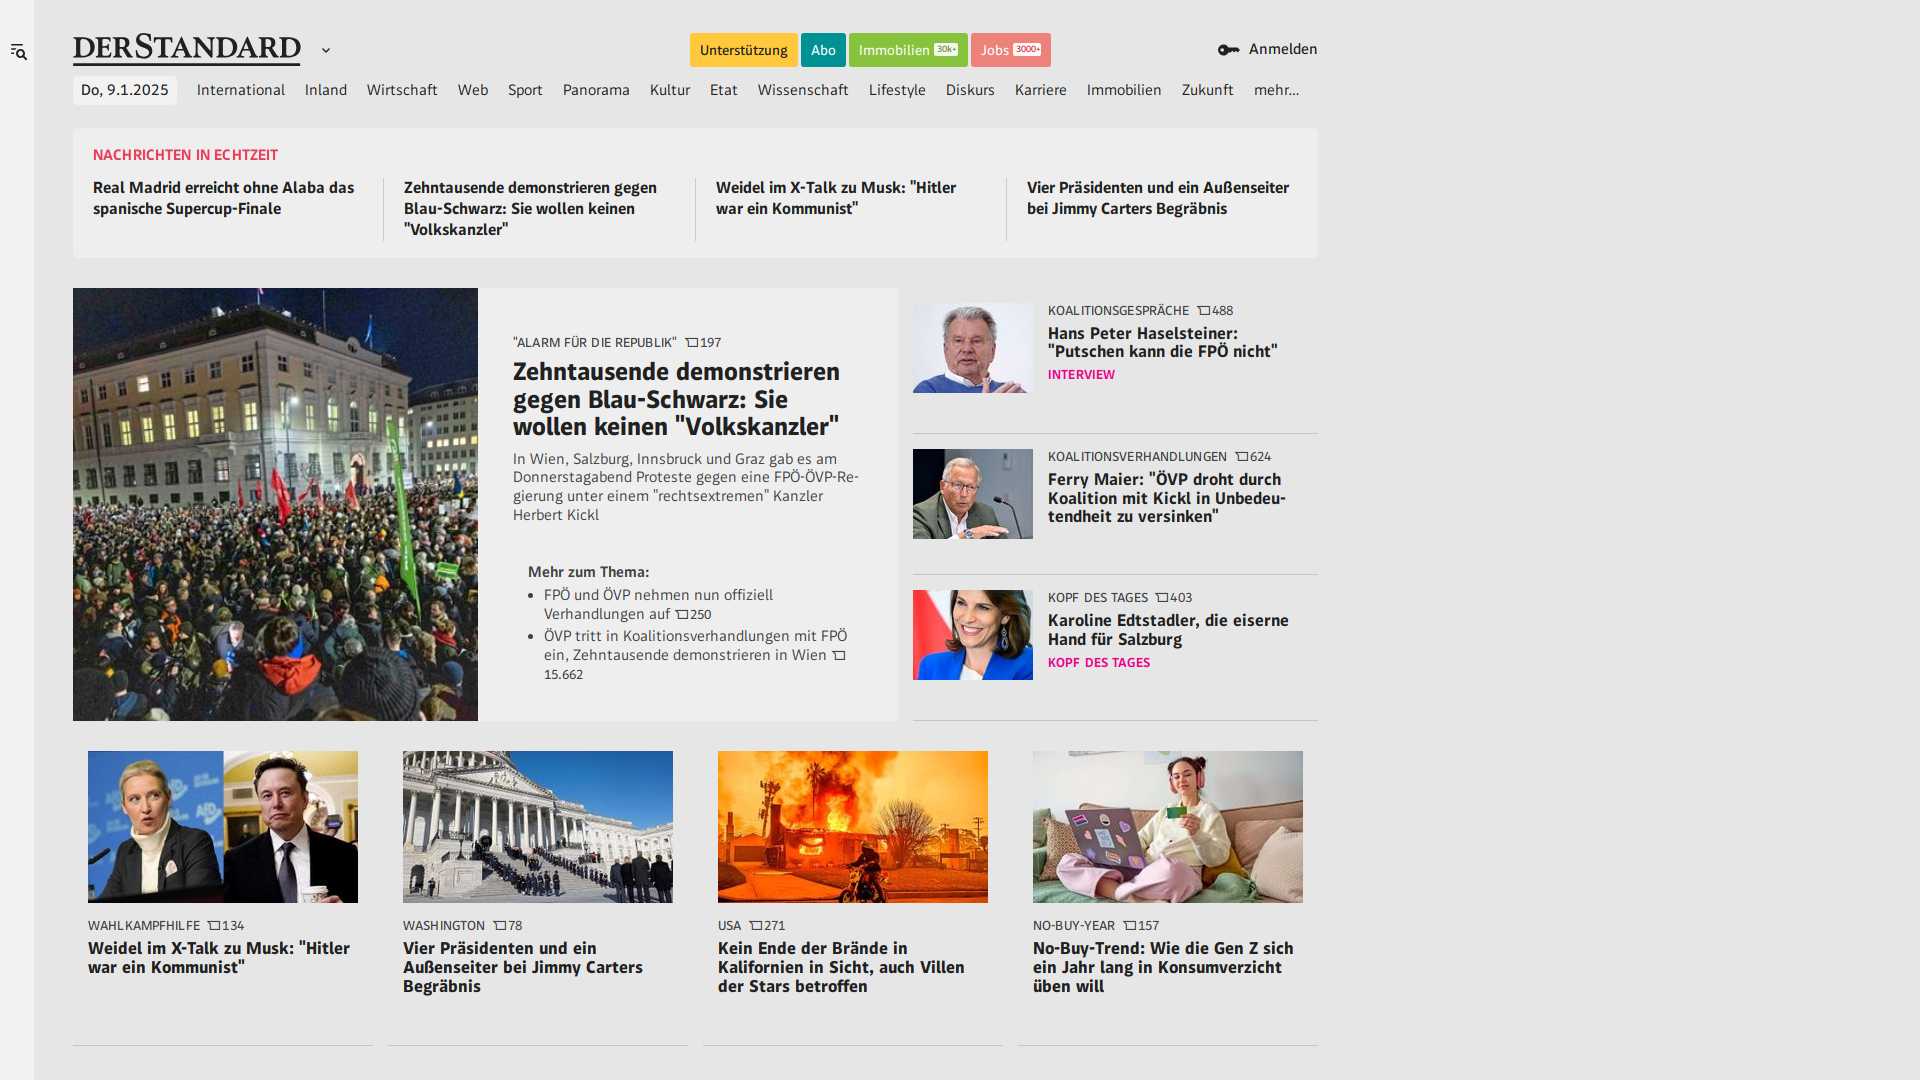 DERSTANDARD
Unterstützung
Abo
Immobilien 30k+
Jobs 3000+
Anmelden
Do, 9.1.2025
International
Inland
Wirtschaft
Web
Sport
Panorama
Kultur
Etat
Wissenschaft
Lifestyle
Diskurs
Karriere
Immobilien
Zukunft
mehr...
NACHRICHTEN IN ECHTZEIT
Real Madrid erreicht ohne Alaba das
spanische Supercup-Finale
Zehntausende demonstrieren gegen
Blau-Schwarz: Sie wollen keinen
"Volkskanzler"
Weidel im X-Talk zu Musk: "Hitler
war ein Kommunist"
Vier Präsidenten und ein Außenseiter
bei Jimmy Carters Begräbnis
"ALARM FÜR DIE REPUBLIK" 197
Zehntausende demonstrieren
gegen Blau-Schwarz: Sie
wollen keinen "Volkskanzler"
In Wien, Salzburg, Innsbruck und Graz gab es am
Donnerstagabend Proteste gegen eine FPÖ-ÖVP-Re-
gierung unter einem "rechtsextremen" Kanzler
Herbert Kickl
Mehr zum Thema:
• FPÖ und ÖVP nehmen nun offiziell
Verhandlungen auf 250
• ÖVP tritt in Koalitionsverhandlungen mit FPÖ
ein, Zehntausende demonstrieren in Wien
15.662
KOALITIONSGESPRÄCHE 488
Hans Peter Haselsteiner:
"Putschen kann die FPÖ nicht"
INTERVIEW
KOALITIONSVERHANDLUNGEN 624
Ferry Maier: "ÖVP droht durch
Koalition mit Kickl in Unbedeu-
tendheit zu versinken"
KOPF DES TAGES 403
Karoline Edtstadler, die eiserne
Hand für Salzburg
KOPF DES TAGES
AfD
WAHLKAMPFHILFE 134
Weidel im X-Talk zu Musk: "Hitler
war ein Kommunist"
WASHINGTON 78
Vier Präsidenten und ein
Außenseiter bei Jimmy Carters
Begräbnis
USA 271
Kein Ende der Brände in
Kalifornien in Sicht, auch Villen
der Stars betroffen
NO-BUY-YEAR 157
No-Buy-Trend: Wie die Gen Z sich
ein Jahr lang in Konsumverzicht
üben will